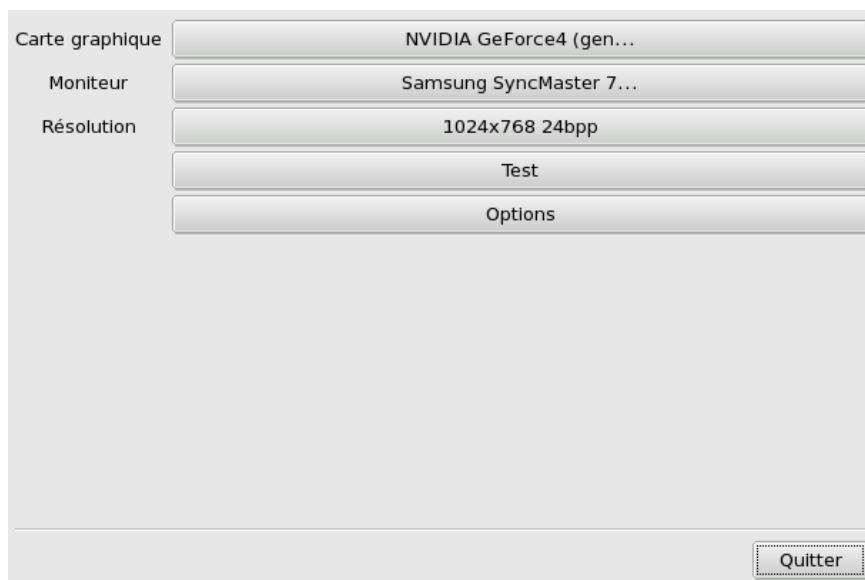 Carte graphique NVIDIA GeForce4 (gen...
Moniteur Samsung SyncMaster 7...
Résolution 1024x768 24bpp
Test
Options
Quitter